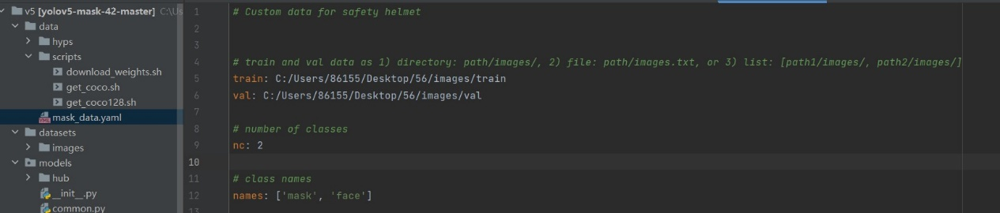 v5 [yolov5-mask-42-master] C:\Us
data
hyps
scripts
download_weights.sh
get_coco.sh
get_coco128.sh
mask_data.yaml
datasets
images
models
hub
__init__.py
common.py
1 # Custom data for safety helmet
2
3
4 # train and val data as 1) directory: path/images/, 2) file: path/images.txt, or 3) list: [path1/images/, path2/images/]
5 train: C:/Users/86155/Desktop/56/images/train
6 val: C:/Users/86155/Desktop/56/images/val
7
8 # number of classes
9 nc: 2
10
11 # class names
12 names: ['mask', 'face']
13